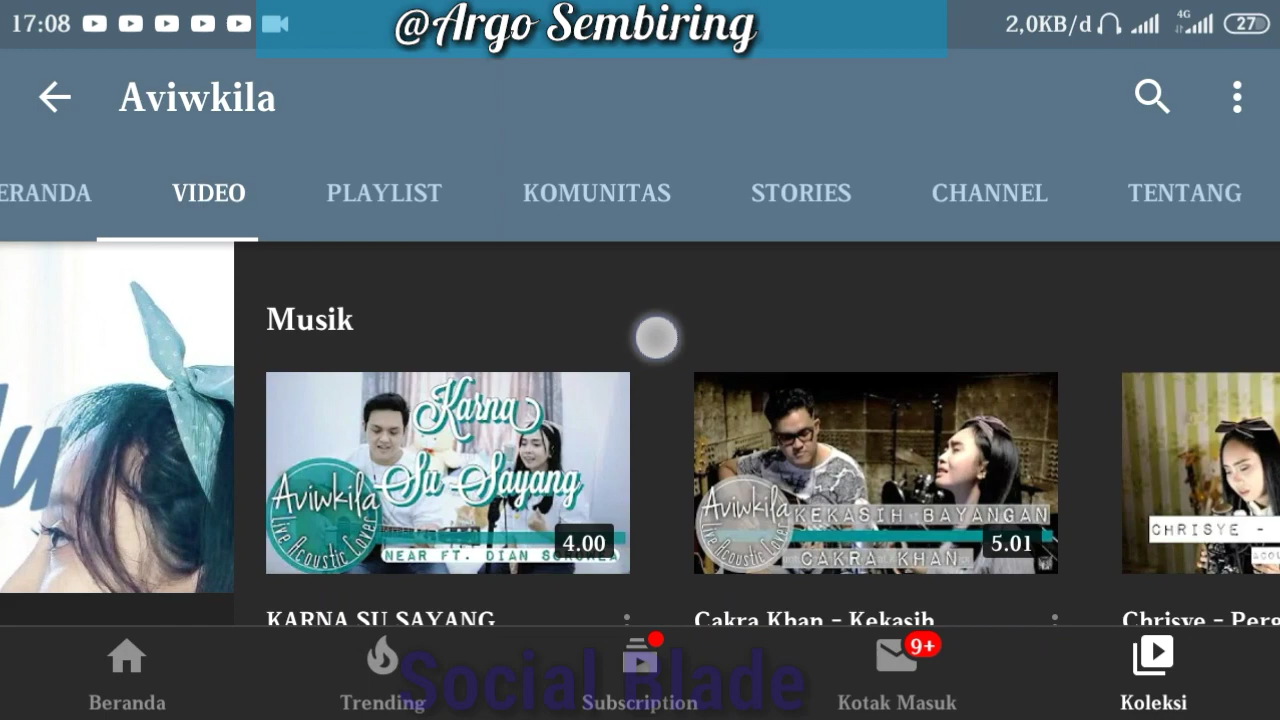 17:08
@Argo Sembiring
2,0KB/d
4G
27
Aviwkila
ERANDA
VIDEO
PLAYLIST
KOMUNITAS
STORIES
CHANNEL
TENTANG
Musik
Karna
Su Sayang
Aviwkila
Live Acoustic Cover
NEAR FT. DIAN SOROWEA
4.00
Aviwkila
Live Acoustic Cover
KEKASIH BAYANGAN
CAKRA KHAN
5.01
CHRISYE -
KARNA SU SAYANG
Cakra Khan - Kekasih
Chrisye - Perg
Social Blade
9+
Beranda
Trending
Subscription
Kotak Masuk
Koleksi